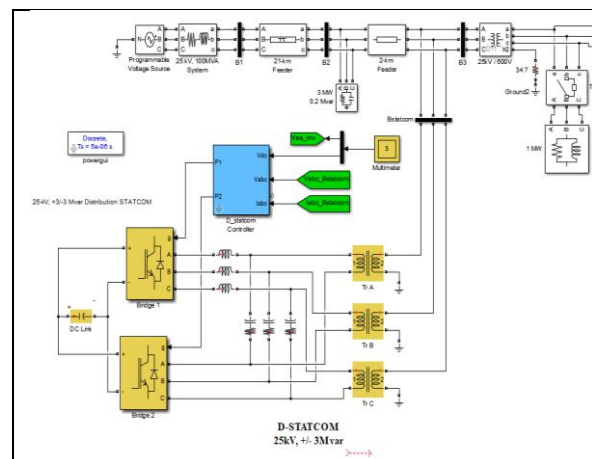 Programmable
Voltage Source
25kV, 100MVA
System
B1
21-km
Feeder
B2
3 MW
0.2 Mvar
2-km
Feeder
B3
25kV / 600V
34.7
Ground2
1 MW
Bstatcom
Discrete,
Ts = 5e-06 s
powergui
P1
P2
Vdc
Vabc
Iabc
D_statcom
Controller
3
Multimeter
Vabc_Bstatcom
Iabc_Bstatcom
25-kV, +3/-3 Mvar Distribution STATCOM
g
A
B
C
+
-
Bridge 1
DC Link
g
A
B
C
+
-
Bridge 2
Tr A
Tr B
Tr C
D-STATCOM
25kV, +/- 3Mvar